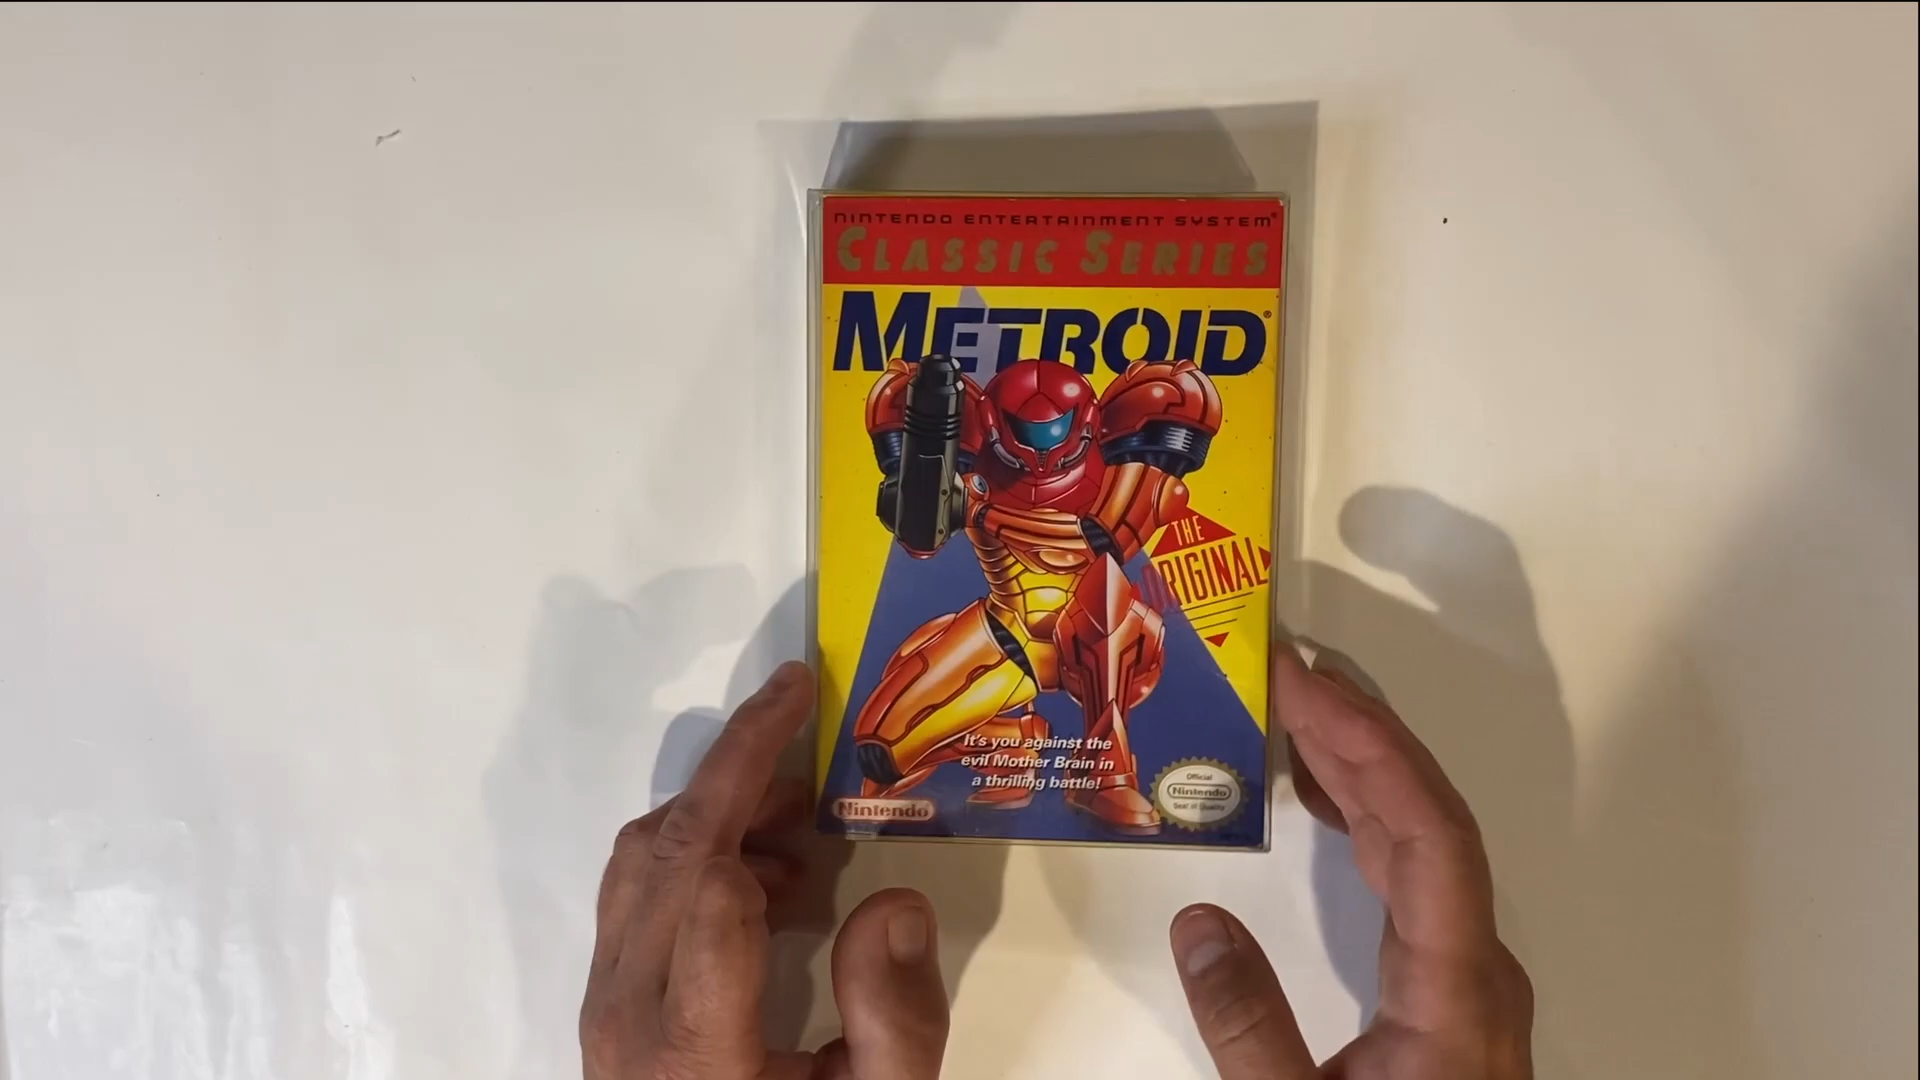 NINTENDO ENTERTAINMENT SYSTEM®
CLASSIC SERIES
METROID®
THE
ORIGINAL
It's you against the
evil Mother Brain in
a thrilling battle!
Nintendo
Official
Nintendo
Seal of Quality